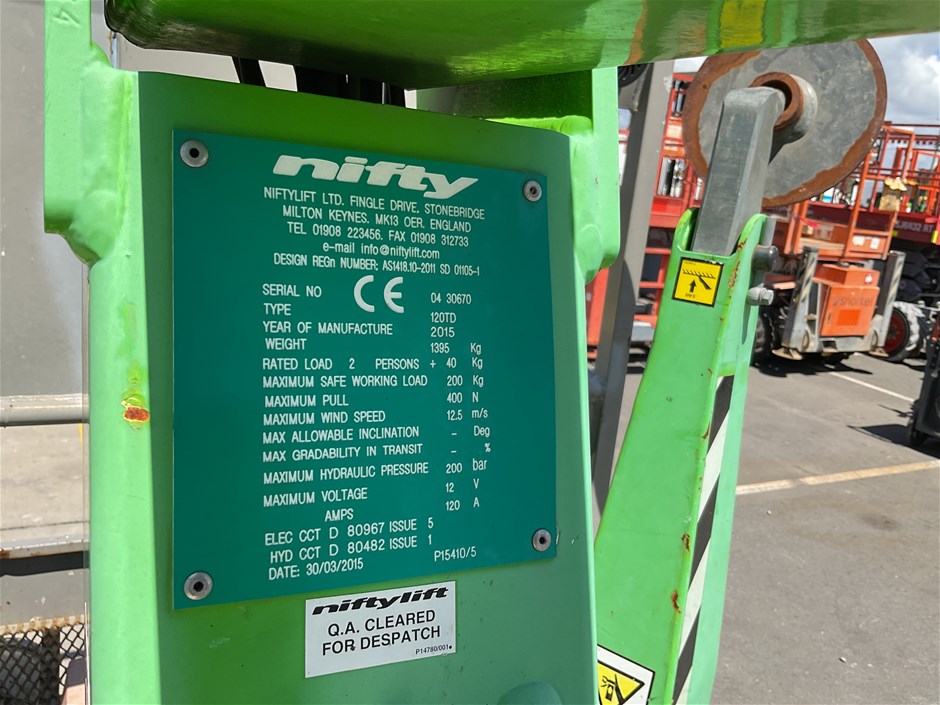 nifty
NIFTYLIFT LTD. FINGLE DRIVE, STONEBRIDGE
MILTON KEYNES. MK13 OER. ENGLAND
TEL 01908 223456. FAX 01908 312733
e-mail info@niftylift.com
DESIGN REGn NUMBER: AS1418.10-2011 SD 01105-1
SERIAL NO CE 04 30670
TYPE 120TD
YEAR OF MANUFACTURE 2015
WEIGHT 1395 Kg
RATED LOAD 2 PERSONS + 40 Kg
MAXIMUM SAFE WORKING LOAD 200 Kg
MAXIMUM PULL 400 N
MAXIMUM WIND SPEED 12.5 m/s
MAX ALLOWABLE INCLINATION - Deg
MAX GRADABILITY IN TRANSIT - %
MAXIMUM HYDRAULIC PRESSURE 200 bar
MAXIMUM VOLTAGE 12 V
AMPS 120 A
ELEC CCT D 80967 ISSUE 5
HYD CCT D 80482 ISSUE 1
DATE: 30/03/2015 P15410/5
niftylift
Q.A. CLEARED
FOR DESPATCH
P14780/001
snorkel